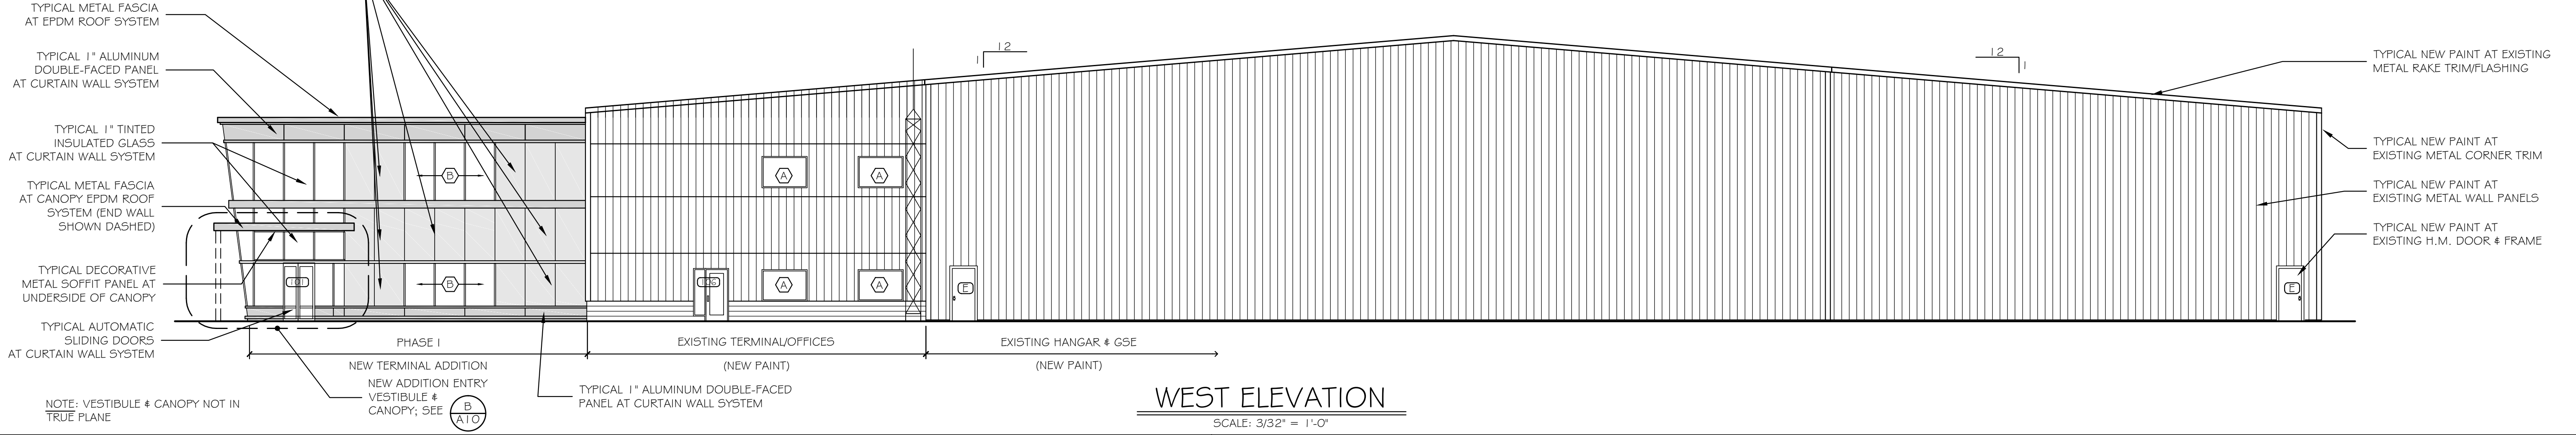 TYPICAL METAL FASCIA
AT EPDM ROOF SYSTEM
TYPICAL 1" ALUMINUM
DOUBLE-FACED PANEL
AT CURTAIN WALL SYSTEM
TYPICAL 1" TINTED
INSULATED GLASS
AT CURTAIN WALL SYSTEM
TYPICAL METAL FASCIA
AT CANOPY EPDM ROOF
SYSTEM (END WALL
SHOWN DASHED)
TYPICAL DECORATIVE
METAL SOFFIT PANEL AT
UNDERSIDE OF CANOPY
TYPICAL AUTOMATIC
SLIDING DOORS
AT CURTAIN WALL SYSTEM
NOTE: VESTIBULE & CANOPY NOT IN
TRUE PLANE
101
B
B
106
A
A
A
A
E
12
1
12
1
E
TYPICAL NEW PAINT AT EXISTING
METAL RAKE TRIM/FLASHING
TYPICAL NEW PAINT AT
EXISTING METAL CORNER TRIM
TYPICAL NEW PAINT AT
EXISTING METAL WALL PANELS
TYPICAL NEW PAINT AT
EXISTING H.M. DOOR & FRAME
PHASE 1
NEW TERMINAL ADDITION
EXISTING TERMINAL/OFFICES
(NEW PAINT)
EXISTING HANGAR & GSE
(NEW PAINT)
NEW ADDITION ENTRY
VESTIBULE &
CANOPY; SEE
B
A10
TYPICAL 1" ALUMINUM DOUBLE-FACED
PANEL AT CURTAIN WALL SYSTEM
WEST ELEVATION
SCALE: 3/32" = 1'-0"